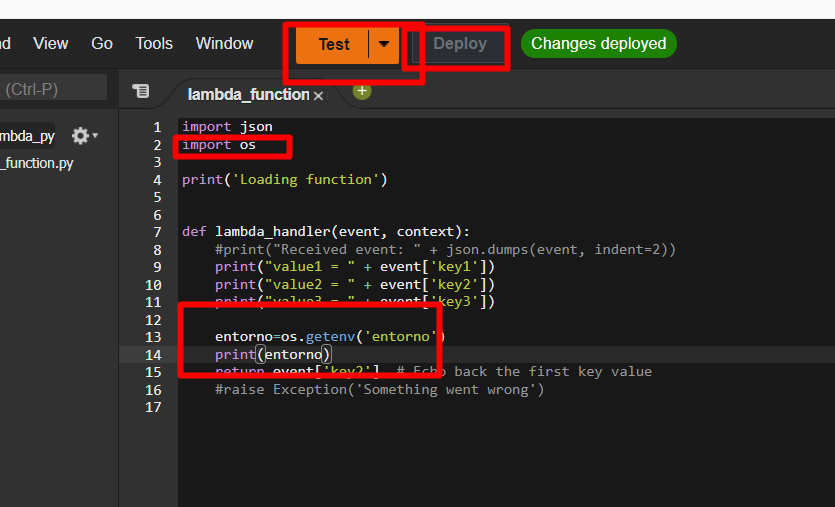 View Go Tools Window Test Deploy Changes deployed
(Ctrl-P) lambda_function × +
mbda_py
_function.py
1 import json
2 import os
3
4 print('Loading function')
5
6
7 def lambda_handler(event, context):
8 #print("Received event: " + json.dumps(event, indent=2))
9 print("value1 = " + event['key1'])
10 print("value2 = " + event['key2'])
11 print("value3 = " + event['key3'])
12
13 entorno=os.getenv('entorno')
14 print(entorno)
15 return event['key2'] # Echo back the first key value
16 #raise Exception('Something went wrong')
17